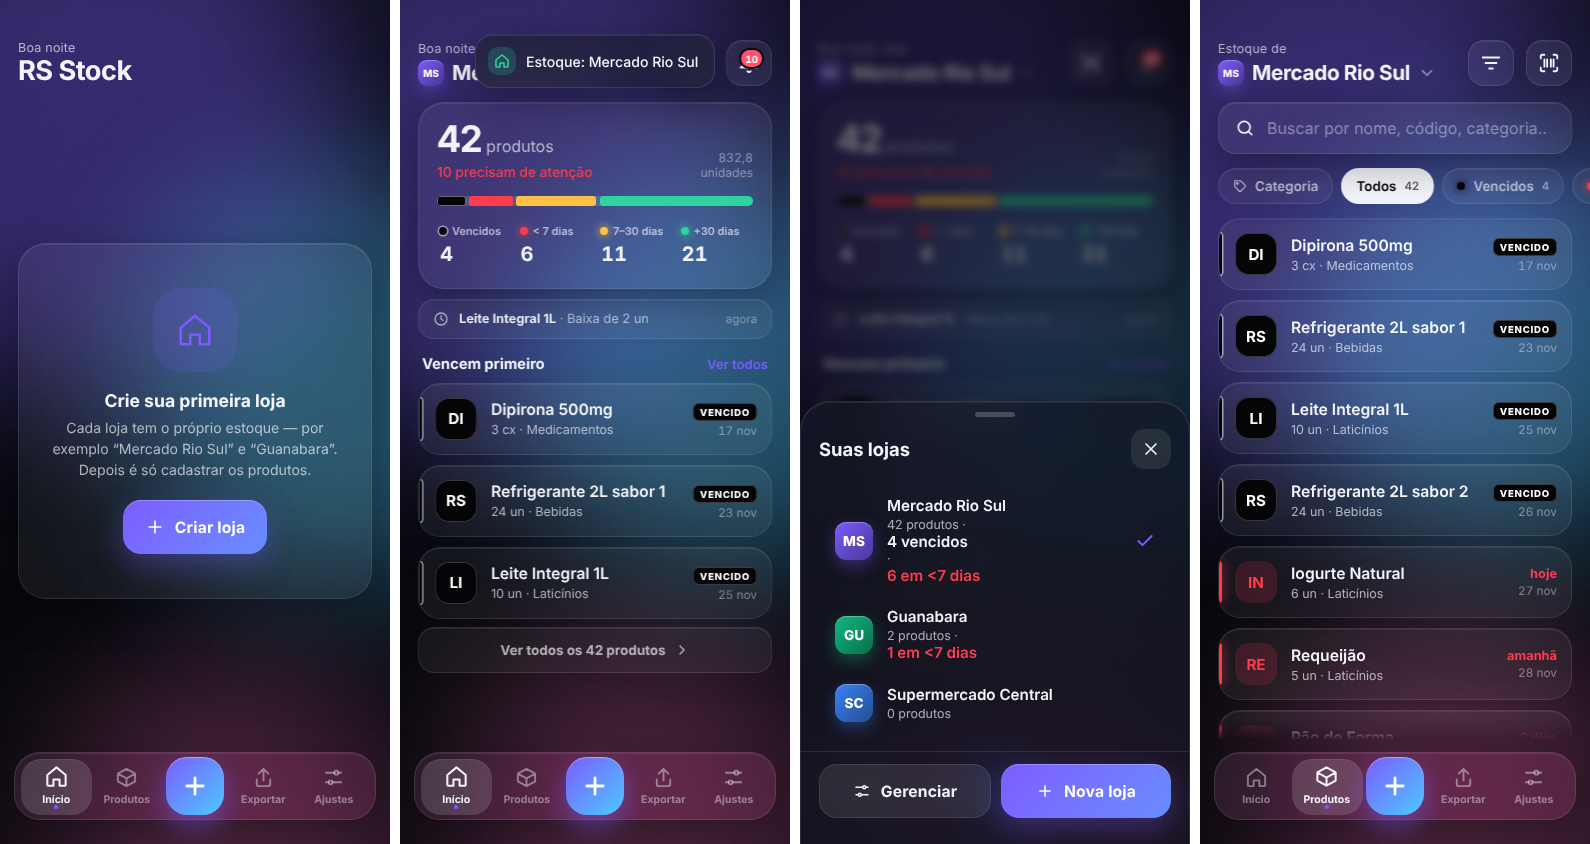 Boa noite
RS Stock
Crie sua primeira loja
Cada loja tem o próprio estoque — por
exemplo “Mercado Rio Sul” e “Guanabara”.
Depois é só cadastrar os produtos.
+ Criar loja
Início
Produtos
+
Exportar
Ajustes
Boa noite
MS
Estoque: Mercado Rio Sul
10
42 produtos
10 precisam de atenção
832,8
unidades
Vencidos
< 7 dias
7–30 dias
+30 dias
4
6
11
21
Leite Integral 1L · Baixa de 2 un
agora
Vencem primeiro
Ver todos
DI
Dipirona 500mg
3 cx · Medicamentos
VENCIDO
17 nov
RS
Refrigerante 2L sabor 1
24 un · Bebidas
VENCIDO
23 nov
LI
Leite Integral 1L
10 un · Laticínios
VENCIDO
25 nov
Ver todos os 42 produtos
Início
Produtos
+
Exportar
Ajustes
Mercado Rio Sul
42
Vencem primeiro
Suas lojas
MS
Mercado Rio Sul
42 produtos ·
4 vencidos
·
6 em <7 dias
GU
Guanabara
2 produtos ·
1 em <7 dias
SC
Supermercado Central
0 produtos
Gerenciar
+ Nova loja
Estoque de
MS
Mercado Rio Sul
Buscar por nome, código, categoria..
Categoria
Todos 42
Vencidos 4
DI
Dipirona 500mg
3 cx · Medicamentos
VENCIDO
17 nov
RS
Refrigerante 2L sabor 1
24 un · Bebidas
VENCIDO
23 nov
LI
Leite Integral 1L
10 un · Laticínios
VENCIDO
25 nov
RS
Refrigerante 2L sabor 2
24 un · Bebidas
VENCIDO
26 nov
IN
Iogurte Natural
6 un · Laticínios
hoje
27 nov
RE
Requeijão
5 un · Laticínios
amanhã
28 nov
Pão de Forma
2 dias
Início
Produtos
+
Exportar
Ajustes